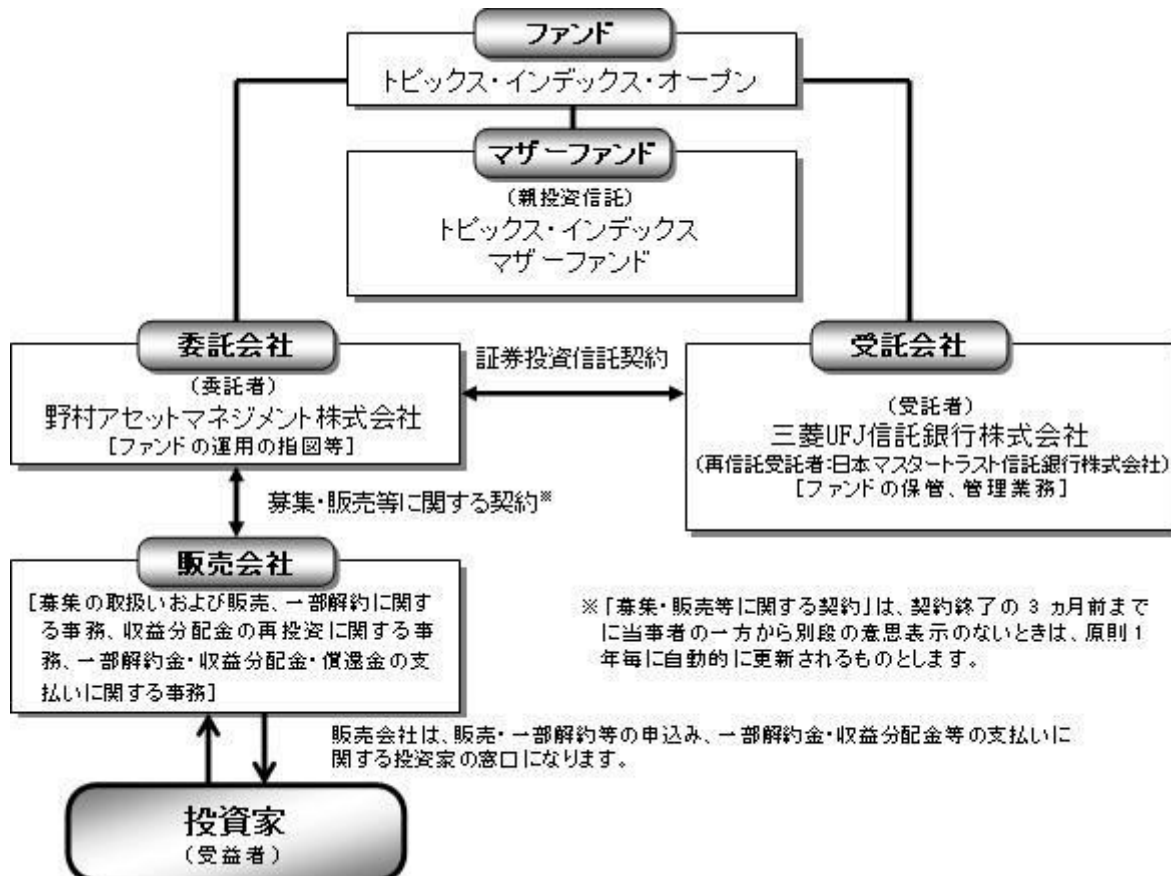 ファンド
トピックス・インデックス・オープン
マザーファンド
(親投資信託)
トピックス・インデックス
マザーファンド
委託会社
(委託者)
野村アセットマネジメント株式会社
[ファンドの運用の指図等]
証券投資信託契約
受託会社
(受託者)
三菱UFJ信託銀行株式会社
(再信託受託者:日本マスタートラスト信託銀行株式会社)
[ファンドの保管、管理業務]
募集・販売等に関する契約※
販売会社
[募集の取扱いおよび販売、一部解約に関す
る事務、収益分配金の再投資に関する事
務、一部解約金・収益分配金・償還金の支
払いに関する事務]
※「募集・販売等に関する契約」は、契約終了の 3 ヵ月前まで
に当事者の一方から別段の意思表示のないときは、原則 1
年毎に自動的に更新されるものとします。
販売会社は、販売・一部解約等の申込み、一部解約金・収益分配金等の支払いに
関する投資家の窓口になります。
投資家
(受益者)